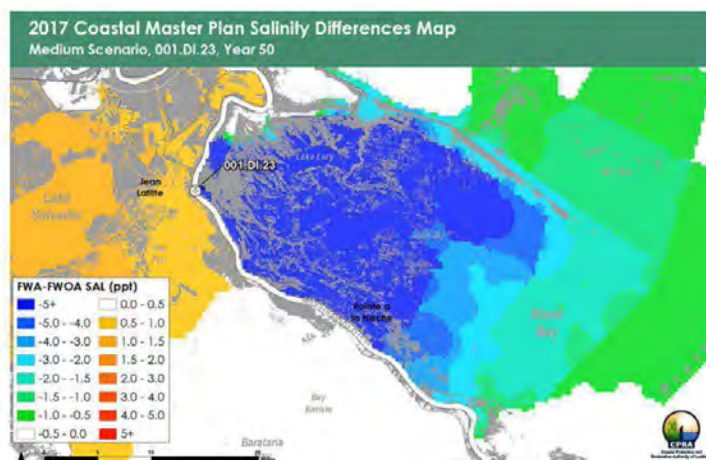 2017 Coastal Master Plan Salinity Differences Map
Medium Scenario, 001.DI.23, Year 50
Lake Lery
001.DI.23
Jean
Lafitte
Lake
Salvador
FWA-FWOA SAL (ppt)
-5+
0.0 - 0.5
-5.0 - -4.0
0.5 - 1.0
-4.0 - -3.0
1.0 - 1.5
-3.0 - -2.0
1.5 - 2.0
-2.0 - -1.5
2.0 - 3.0
-1.5 - -1.0
3.0 - 4.0
-1.0 - -0.5
4.0 - 5.0
-0.5 - 0.0
5+
Pointe a
la Hache
Black
Bay
Bay
Batiste
Barataria
CPRA